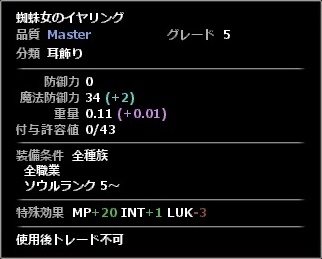 蜘蛛女のイヤリング
品質 Master グレード 5
分類 耳飾り
防御力 0
魔法防御力 34 (+2)
重量 0.11 (+0.01)
付与許容値 0/43
装備条件 全種族
全職業
ソウルランク 5～
特殊効果 MP+20 INT+1 LUK-3
使用後トレード不可